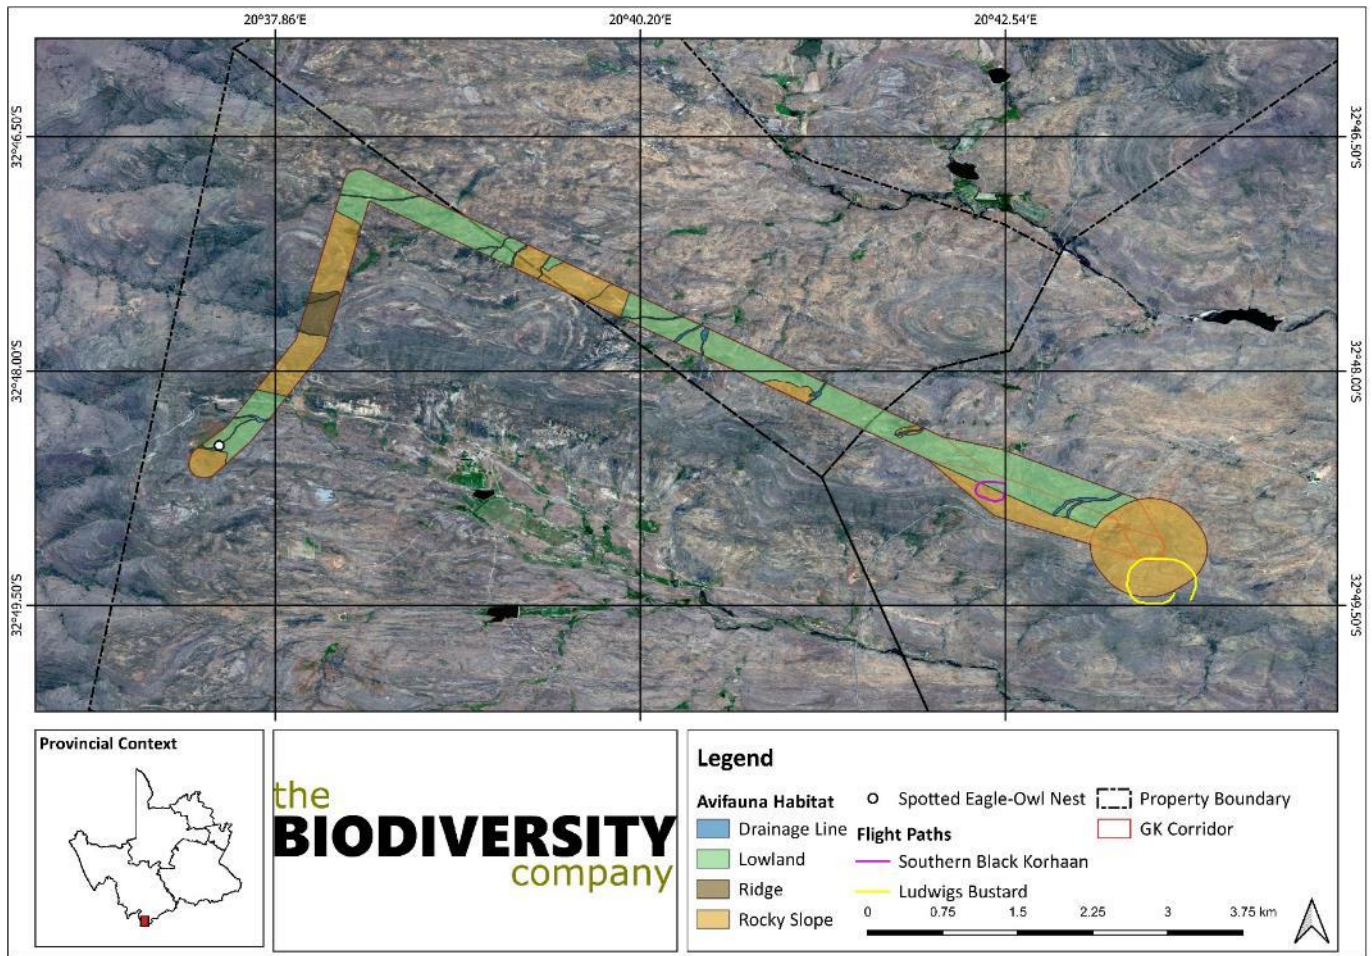 20°37.86′E 20°40.20′E 20°42.54′E
32°46.50′S 32°46.50′S
32°48.00′S 32°48.00′S
32°49.50′S 32°49.50′S
Provincial Context
the
BIODIVERSITY
company
Legend
Avifauna Habitat
Drainage Line
Lowland
Ridge
Rocky Slope
Spotted Eagle-Owl Nest
Flight Paths
Southern Black Korhaan
Ludwigs Bustard
Property Boundary
GK Corridor
0 0.75 1.5 2.25 3 3.75 km